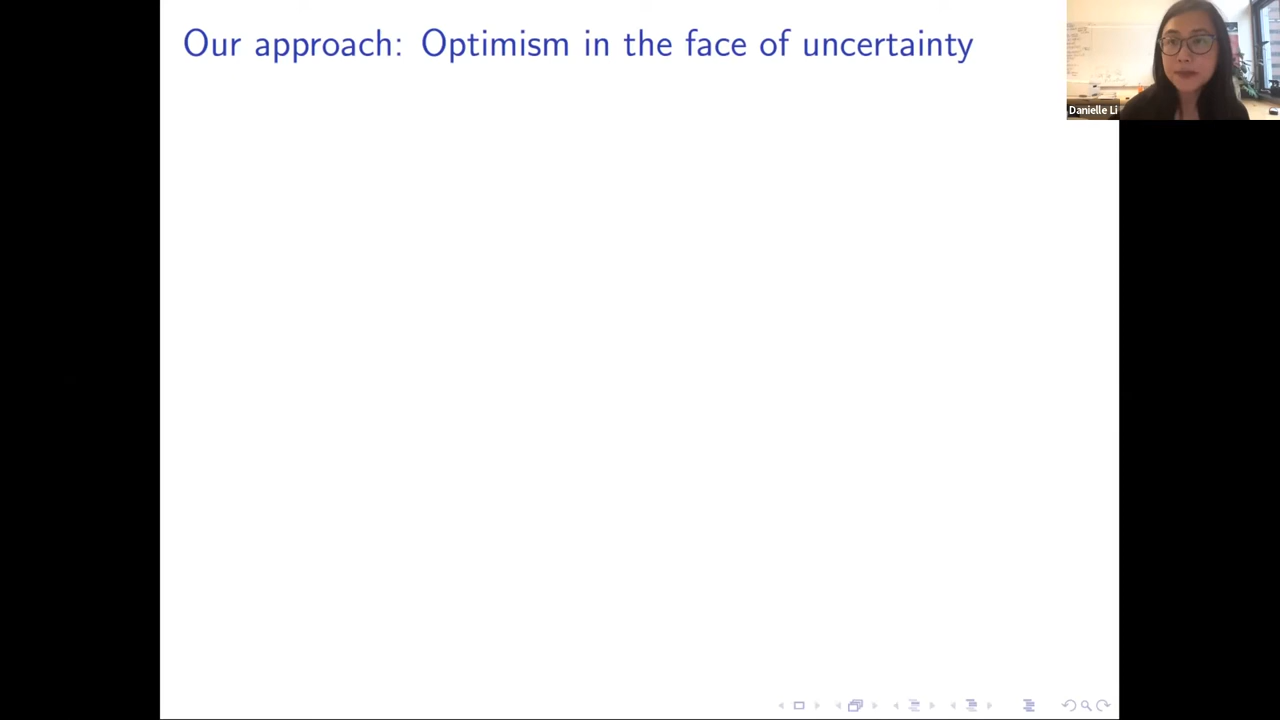 Our approach: Optimism in the face of uncertainty
Danielle Li